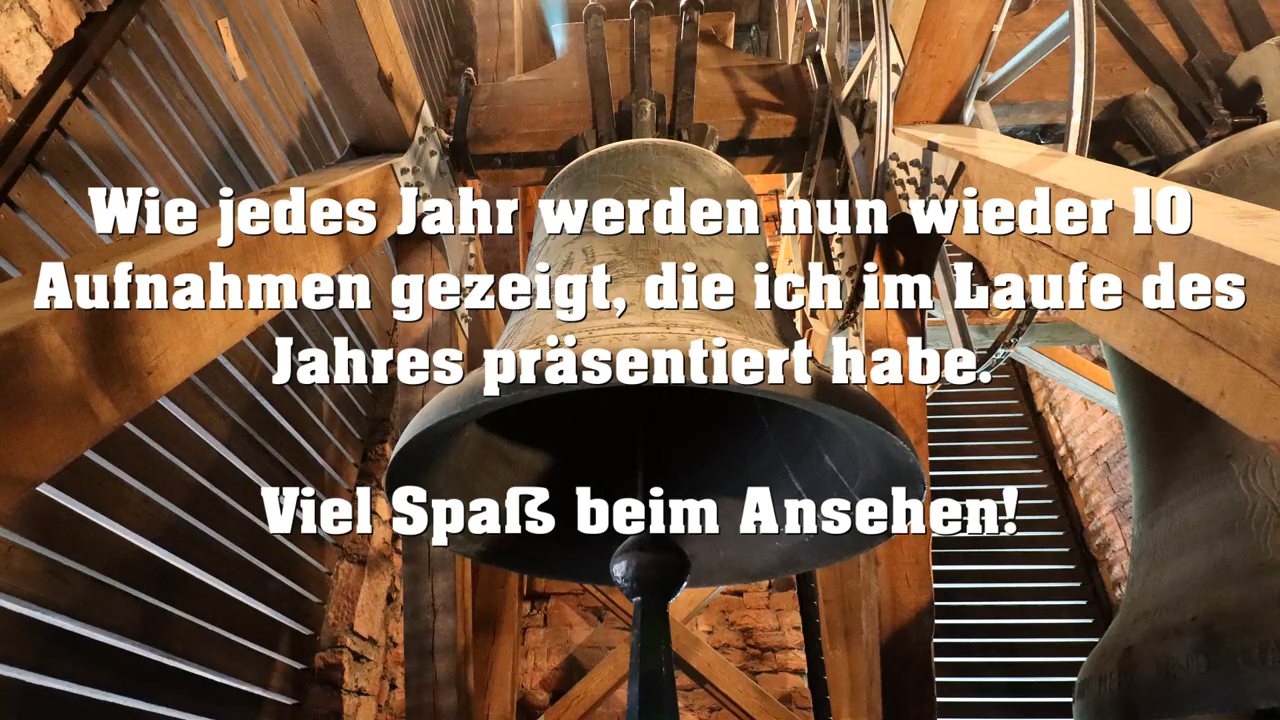 Wie jedes Jahr werden nun wieder 10
Aufnahmen gezeigt, die ich im Laufe des
Jahres präsentiert habe.
Viel Spaß beim Ansehen!